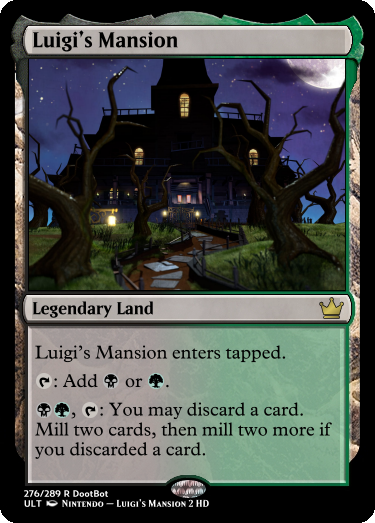 Luigi's Mansion
Legendary Land
Luigi's Mansion enters tapped.
: Add or .
, : You may discard a card.
Mill two cards, then mill two more if
you discarded a card.
276/289 R DootBot
ULT Nintendo – Luigi's Mansion 2 HD